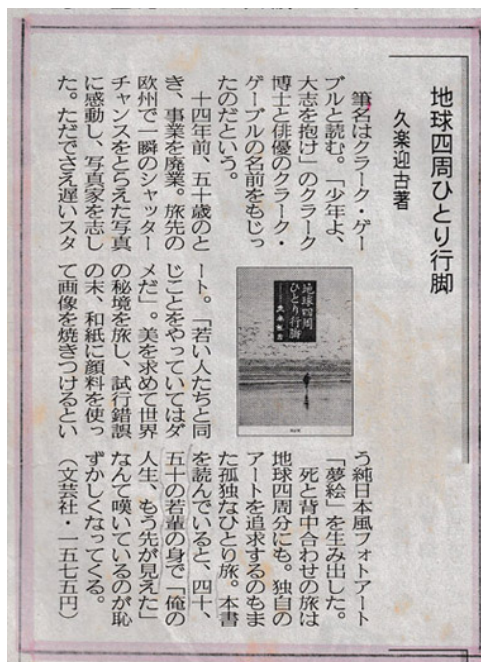 地球四周ひとり行脚
久楽迎古著
筆名はクラーク・ゲー
ブルと読む。「少年よ、
大志を抱け」のクラーク
博士と俳優のクラーク・
ゲーブルの名前をもじっ
たのだという。
十四年前、五十歳のと
き、事業を廃業。旅先の
欧州で一瞬のシャッター
チャンスをとらえた写真
に感動し、写真家を志し
た。ただでさえ遅いスタ
地球四周
ひとり行脚
ート。「若い人たちと同
じことをやっていてはダ
メだ」。美を求めて世界
の秘境を旅し、試行錯誤
の末、和紙に顔料を使っ
て画像を焼きつけるとい
う純日本風フォトアート
「夢絵」を生み出した。
死と背中合わせの旅は
地球四周分にも。独自の
アートを追求するのもま
た孤独なひとり旅。本書
を読んでいると、四十、
五十の若輩の身で「俺の
人生、もう先が見えた」
なんて嘆いているのが恥
ずかしくなってくる。
（文芸社・一五七五円）